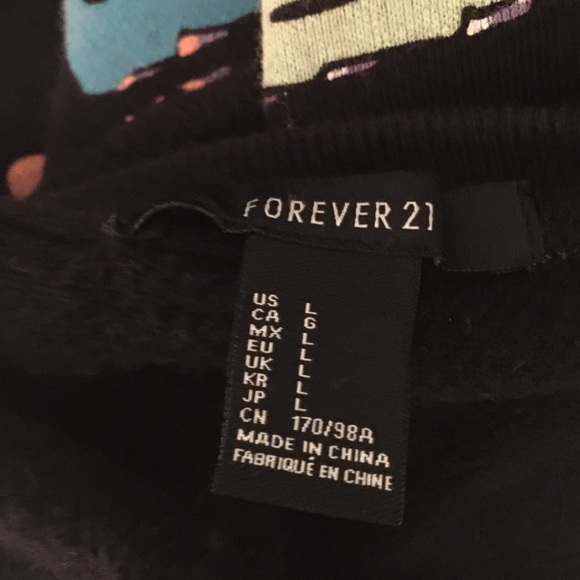 FOREVER 21
US L
CA G
MX L
EU L
UK L
KR L
JP L
CN 170/98A
MADE IN CHINA
FABRIQUÉ EN CHINE